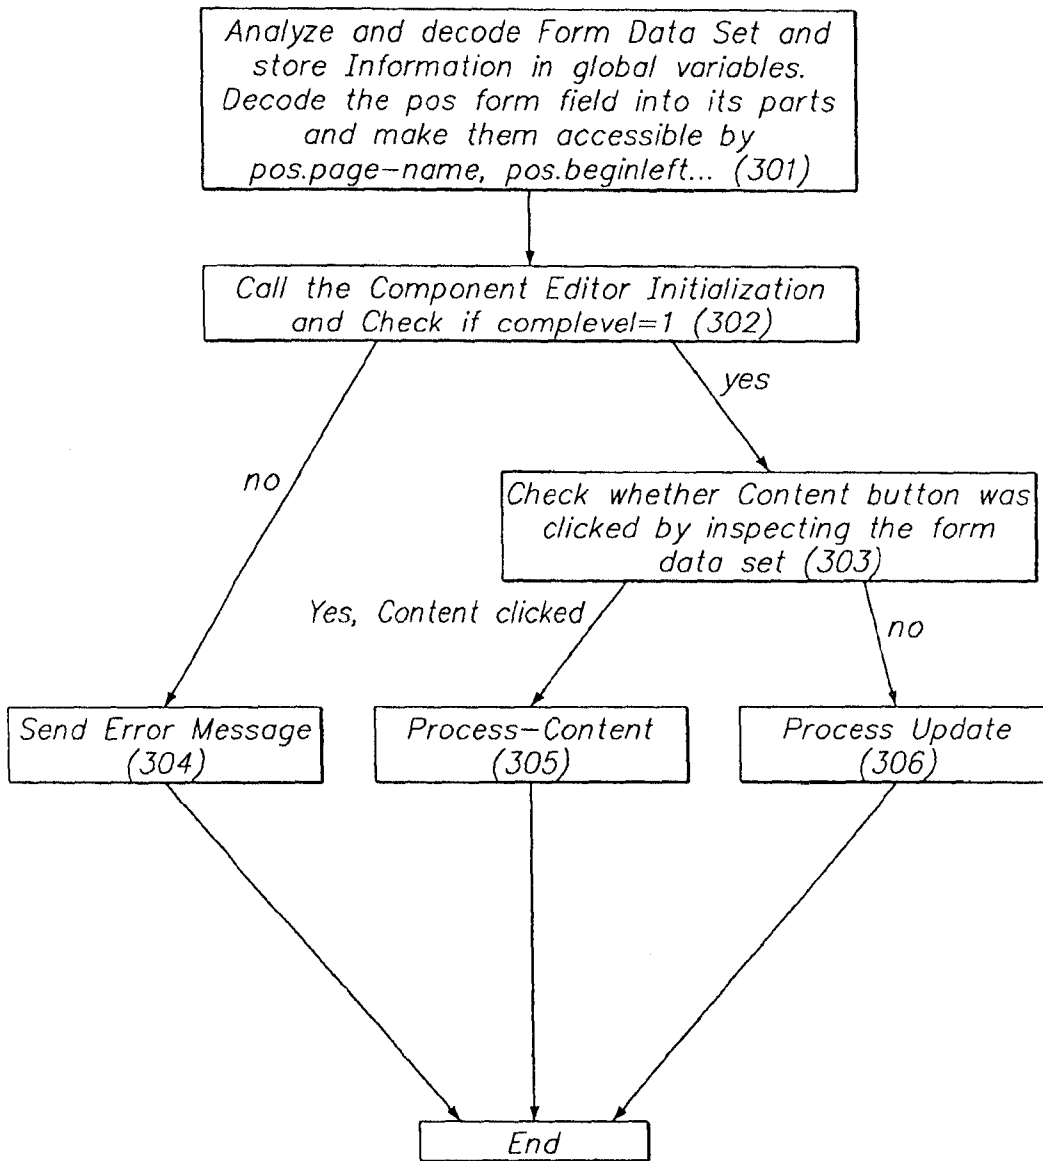 Analyze and decode Form Data Set and
store Information in global variables.
Decode the pos form field into its parts
and make them accessible by
pos.page-name, pos.beginleft... (301)
Call the Component Editor Initialization
and Check if complevel=1 (302)
yes
no
Check whether Content button was
clicked by inspecting the form
data set (303)
Yes, Content clicked
no
Send Error Message
(304)
Process-Content
(305)
Process Update
(306)
End